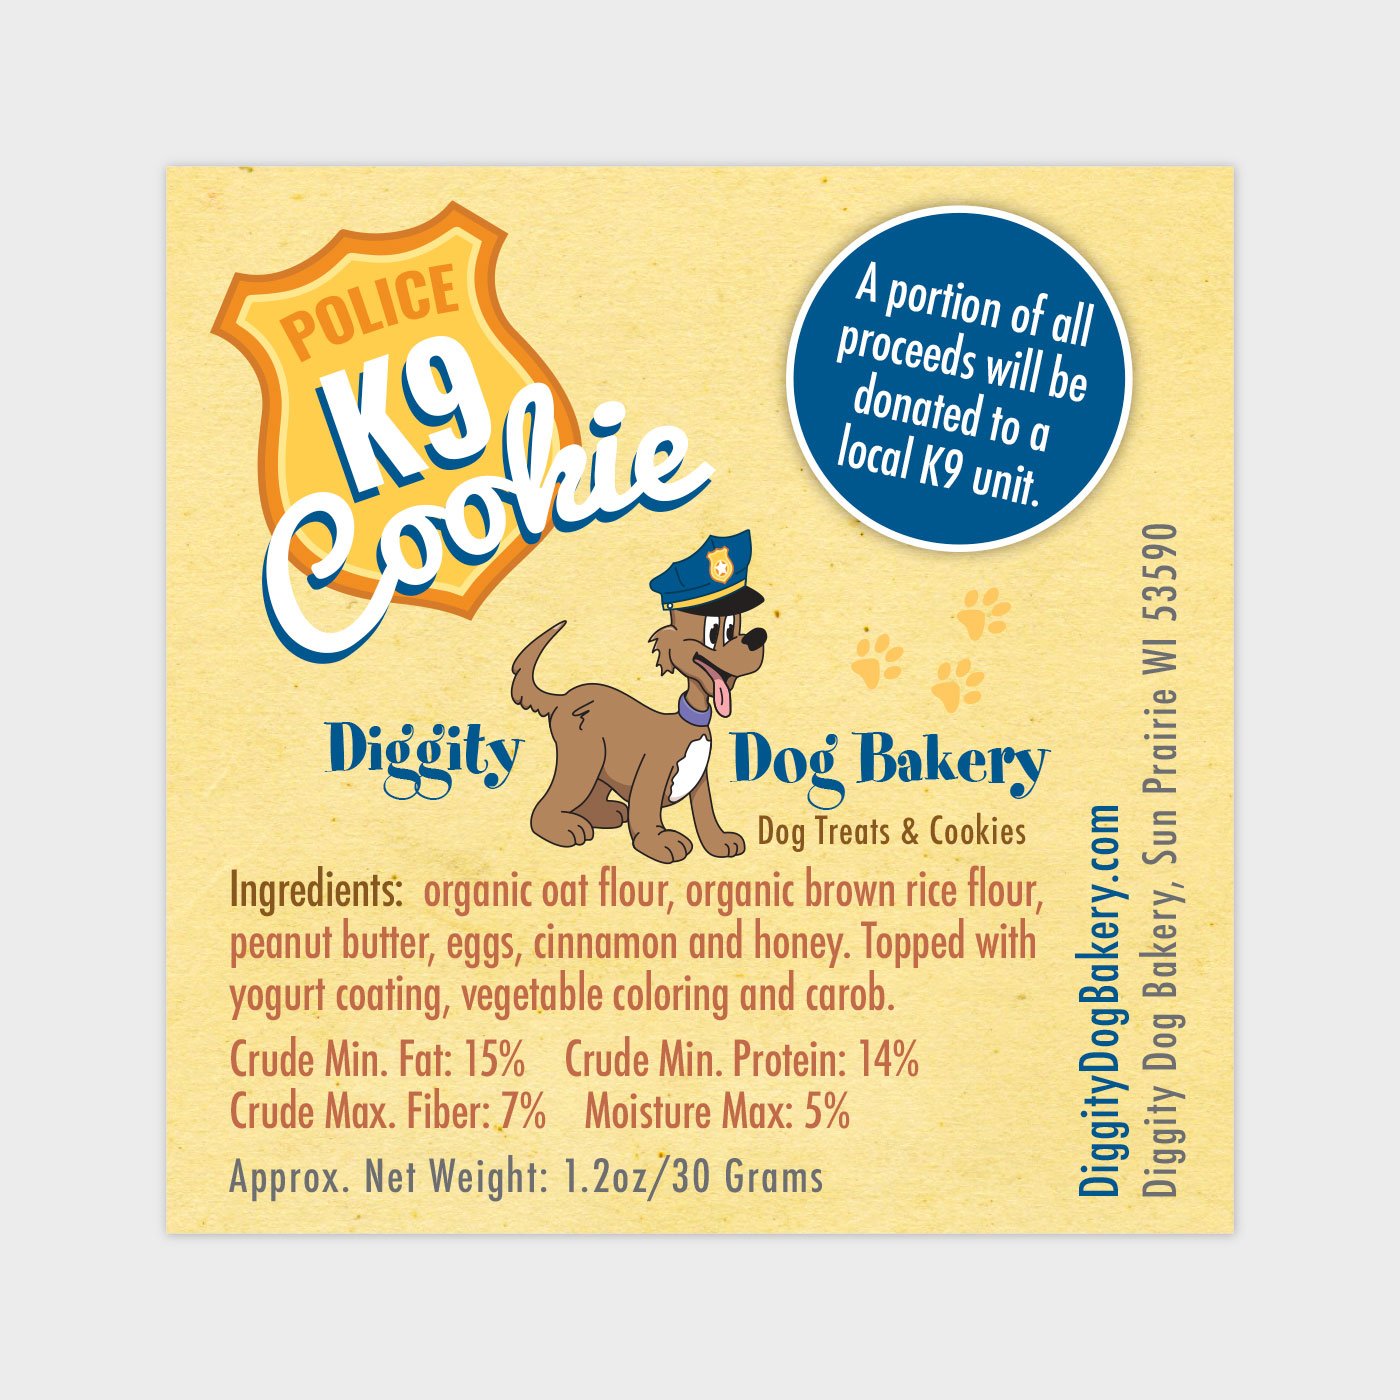 POLICE
K9
Cookie
A portion of all
proceeds will be
donated to a
local K9 unit.
Diggity Dog Bakery
Dog Treats & Cookies
Ingredients: organic oat flour, organic brown rice flour,
peanut butter, eggs, cinnamon and honey. Topped with
yogurt coating, vegetable coloring and carob.
Crude Min. Fat: 15% Crude Min. Protein: 14%
Crude Max. Fiber: 7% Moisture Max: 5%
Approx. Net Weight: 1.2oz/30 Grams
DiggityDogBakery.com
Diggity Dog Bakery, Sun Prairie WI 53590